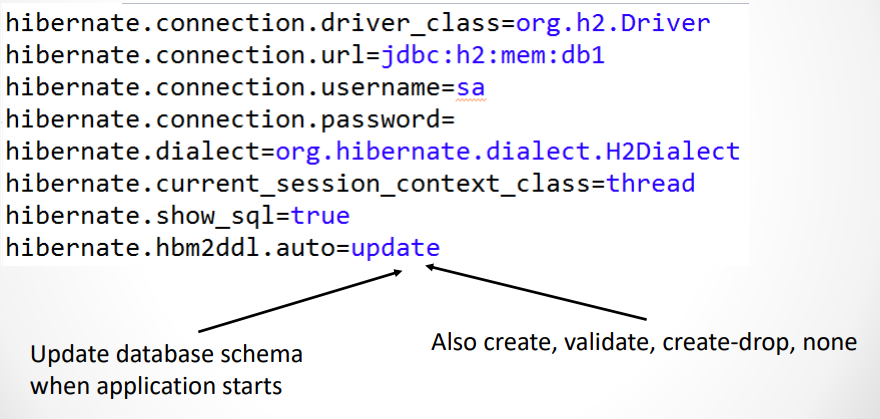 hibernate.connection.driver_class=org.h2.Driver
hibernate.connection.url=jdbc:h2:mem:db1
hibernate.connection.username=sa
hibernate.connection.password=
hibernate.dialect=org.hibernate.dialect.H2Dialect
hibernate.current_session_context_class=thread
hibernate.show_sql=true
hibernate.hbm2ddl.auto=update
Update database schema
when application starts
Also create, validate, create-drop, none